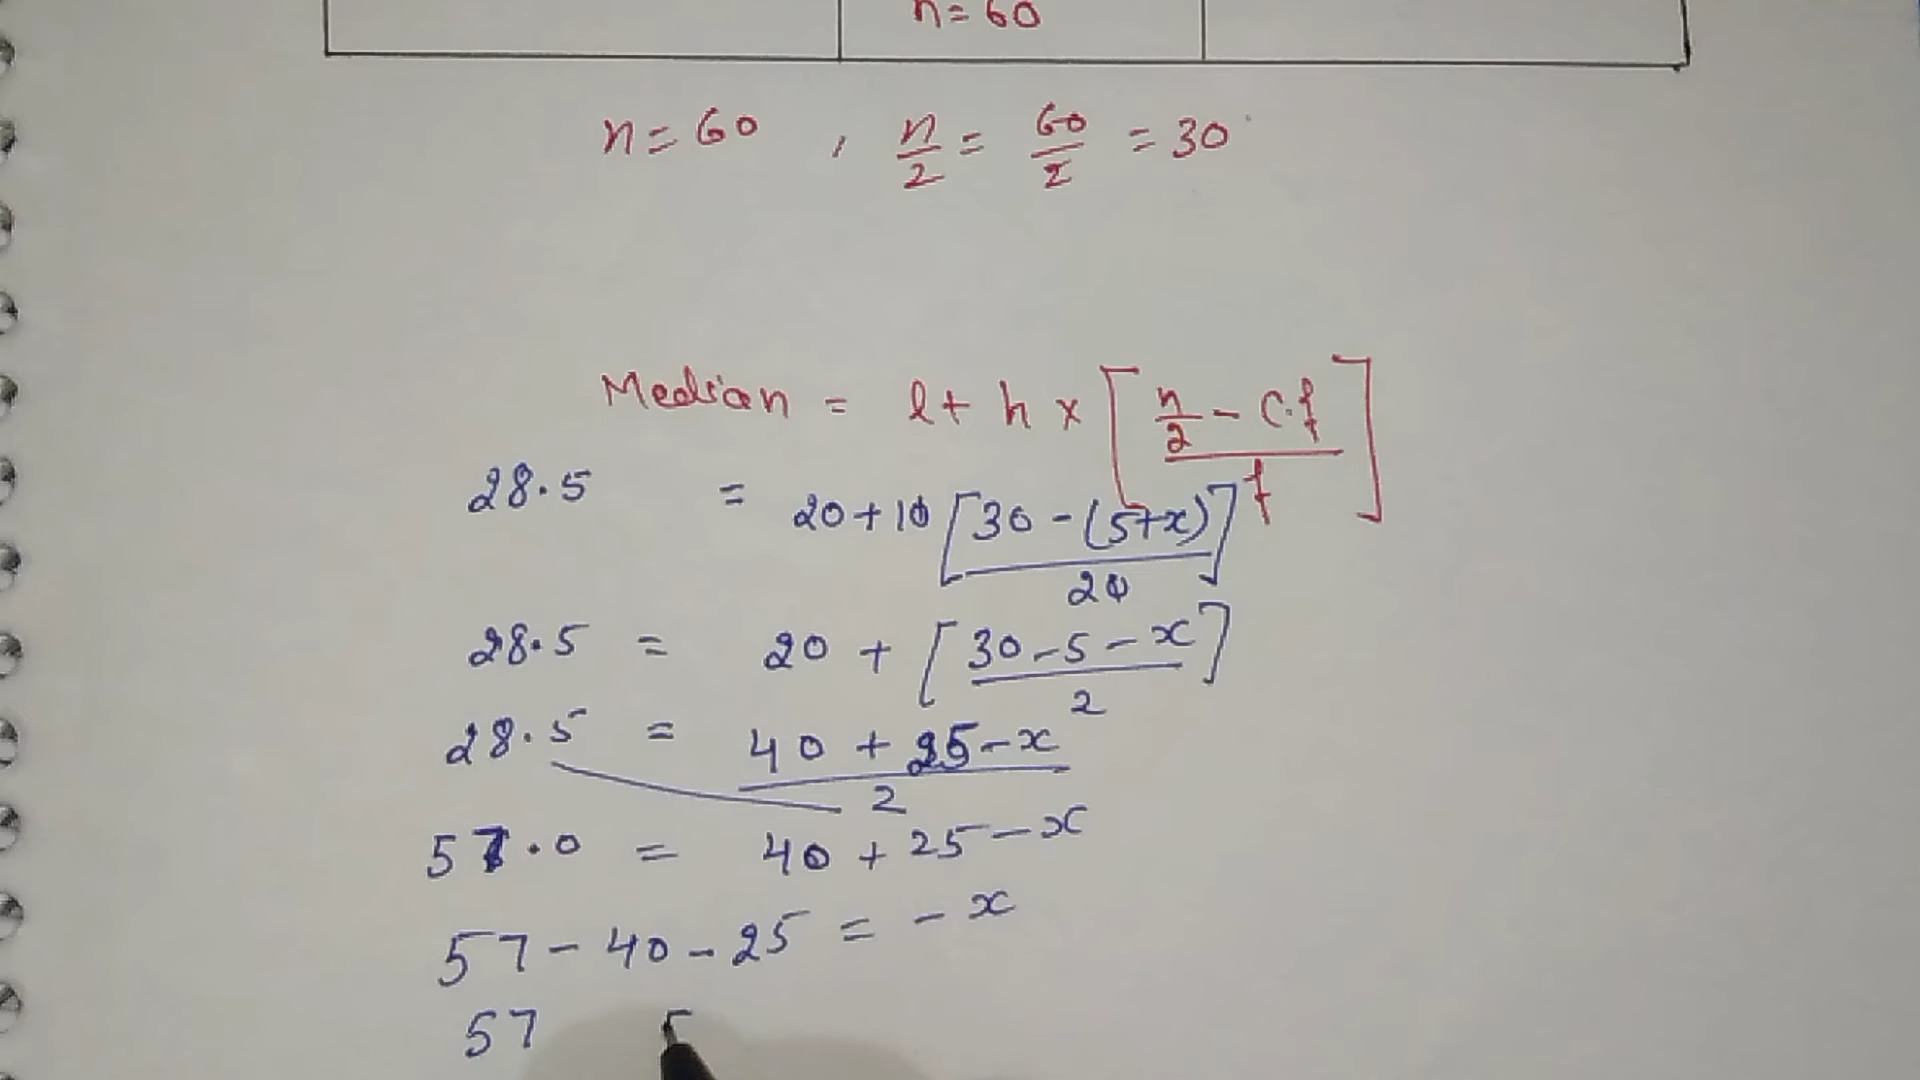 n=60
n=60 , n/2 = 60/2 = 30
Median = l + h × [ (n/2 - c.f) / f ]
28.5 = 20+10 [ (30-(5+x)) / 20 ]
28.5 = 20 + [ (30-5-x) / 2 ]
28.5 = (40 + 25-x) / 2
57.0 = 40 + 25 - x
57 - 40 - 25 = - x
57